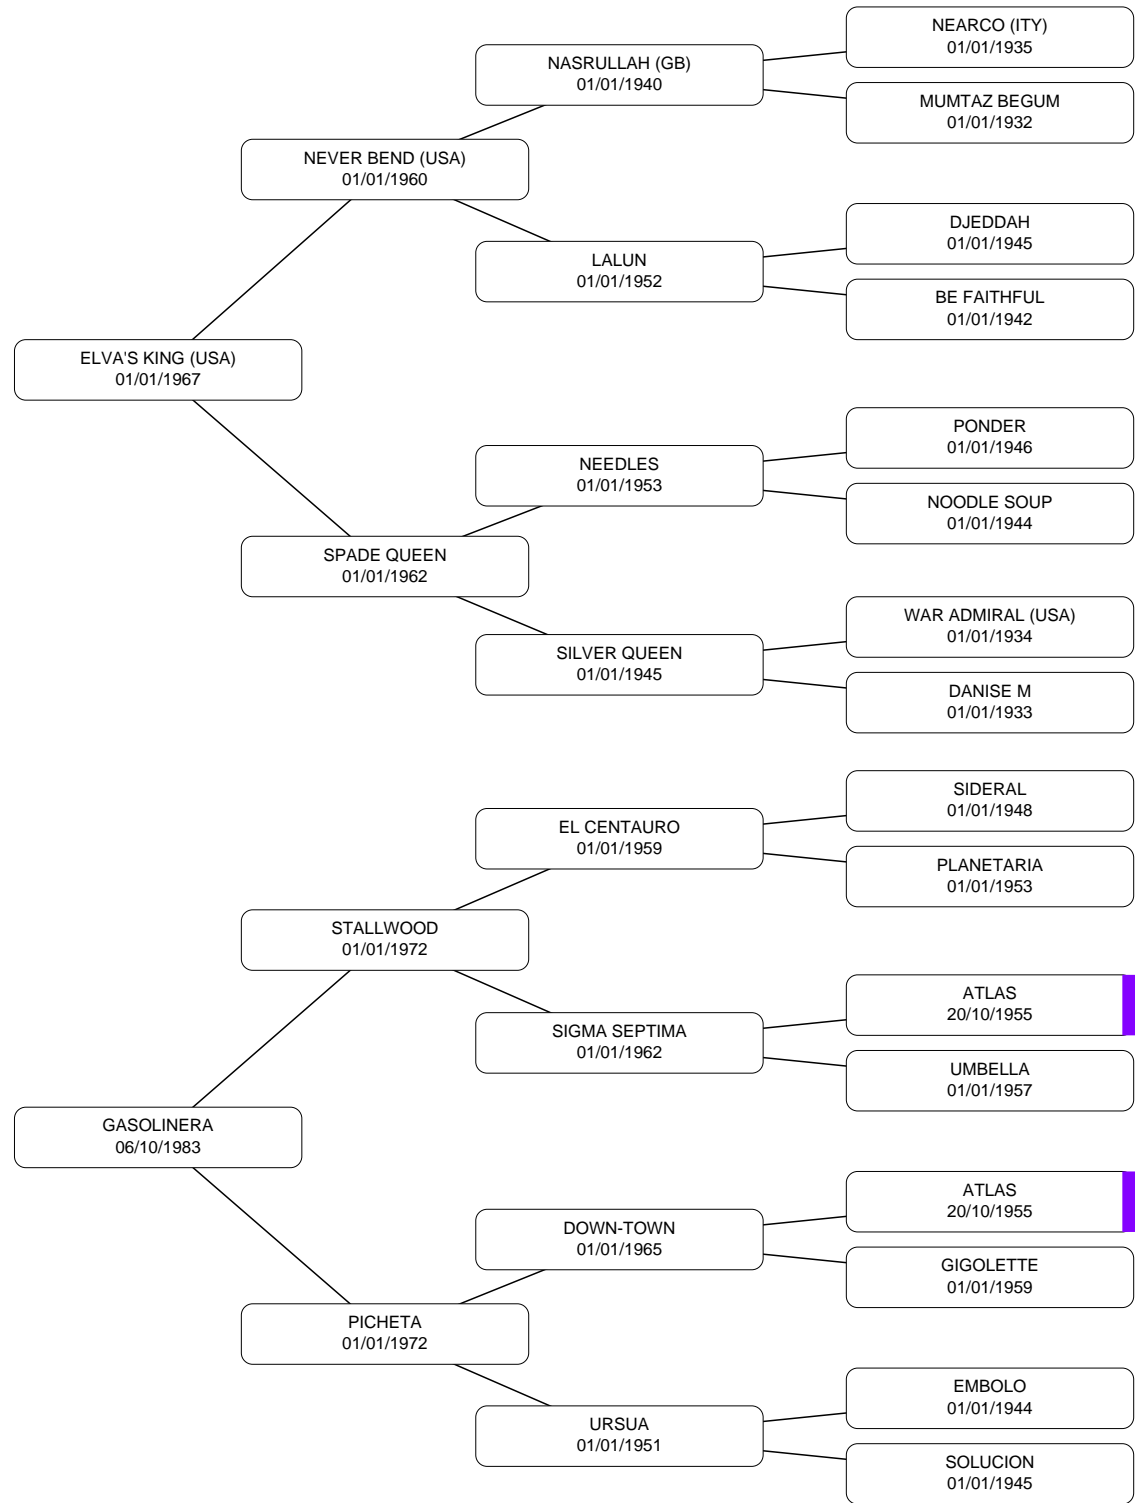 NEARCO (ITY)
01/01/1935
NASRULLAH (GB)
01/01/1940
MUMTAZ BEGUM
01/01/1932
NEVER BEND (USA)
01/01/1960
DJEDDAH
01/01/1945
LALUN
01/01/1952
BE FAITHFUL
01/01/1942
ELVA'S KING (USA)
01/01/1967
PONDER
01/01/1946
NEEDLES
01/01/1953
NOODLE SOUP
01/01/1944
SPADE QUEEN
01/01/1962
WAR ADMIRAL (USA)
01/01/1934
SILVER QUEEN
01/01/1945
DANISE M
01/01/1933
SIDERAL
01/01/1948
EL CENTAURO
01/01/1959
PLANETARIA
01/01/1953
STALLWOOD
01/01/1972
ATLAS
20/10/1955
SIGMA SEPTIMA
01/01/1962
UMBELLA
01/01/1957
GASOLINERA
06/10/1983
ATLAS
20/10/1955
DOWN-TOWN
01/01/1965
GIGOLETTE
01/01/1959
PICHETA
01/01/1972
EMBOLO
01/01/1944
URSUA
01/01/1951
SOLUCION
01/01/1945